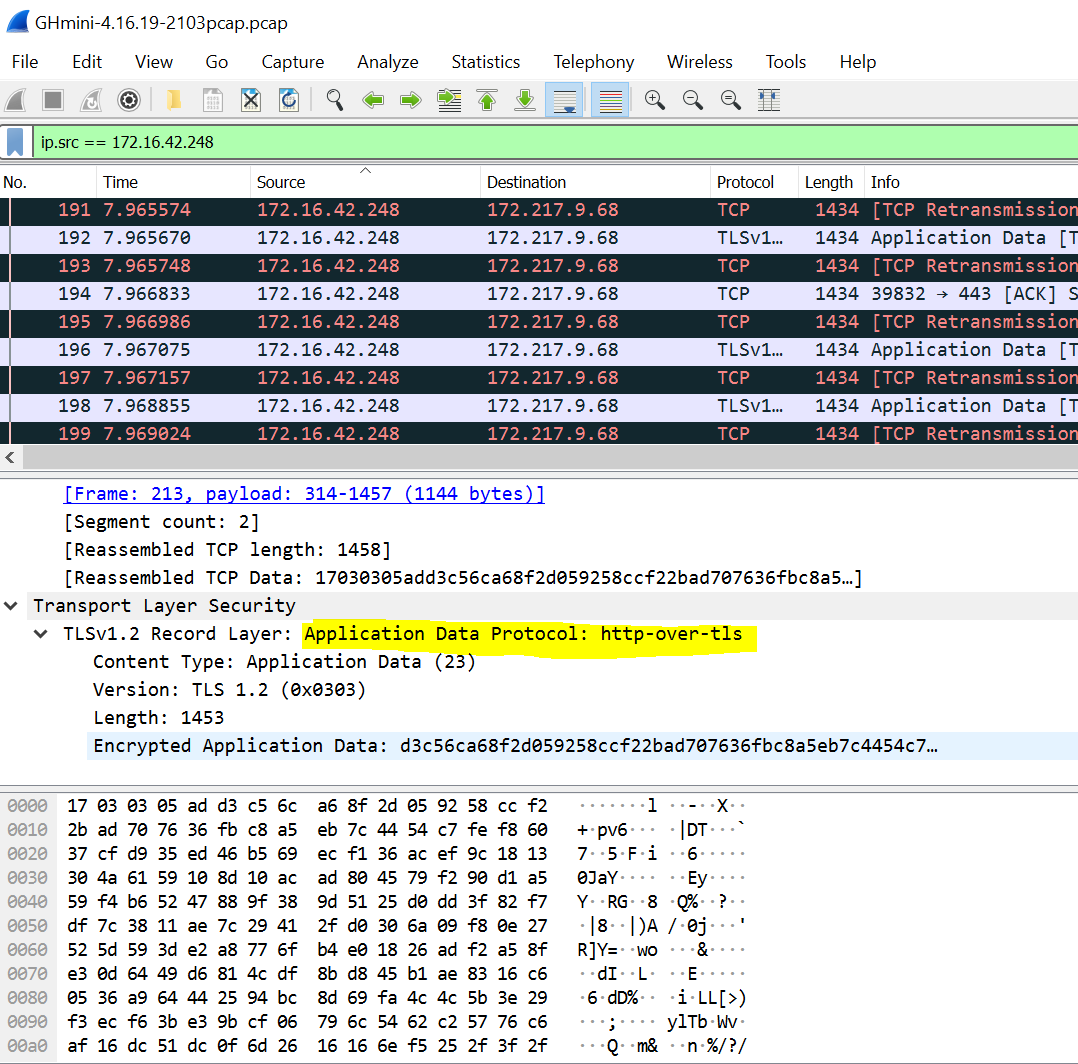 GHmini-4.16.19-2103pcap.pcap
File Edit View Go Capture Analyze Statistics Telephony Wireless Tools Help
ip.src == 172.16.42.248
No. Time Source Destination Protocol Length Info
191 7.965574 172.16.42.248 172.217.9.68 TCP 1434 [TCP Retransmission
192 7.965670 172.16.42.248 172.217.9.68 TLSv1… 1434 Application Data [T
193 7.965748 172.16.42.248 172.217.9.68 TCP 1434 [TCP Retransmission
194 7.966833 172.16.42.248 172.217.9.68 TCP 1434 39832 → 443 [ACK] S
195 7.966986 172.16.42.248 172.217.9.68 TCP 1434 [TCP Retransmission
196 7.967075 172.16.42.248 172.217.9.68 TLSv1… 1434 Application Data [T
197 7.967157 172.16.42.248 172.217.9.68 TCP 1434 [TCP Retransmission
198 7.968855 172.16.42.248 172.217.9.68 TLSv1… 1434 Application Data [T
199 7.969024 172.16.42.248 172.217.9.68 TCP 1434 [TCP Retransmission
[Frame: 213, payload: 314-1457 (1144 bytes)]
[Segment count: 2]
[Reassembled TCP length: 1458]
[Reassembled TCP Data: 17030305add3c56ca68f2d059258ccf22bad707636fbc8a5…]
Transport Layer Security
TLSv1.2 Record Layer: Application Data Protocol: http-over-tls
Content Type: Application Data (23)
Version: TLS 1.2 (0x0303)
Length: 1453
Encrypted Application Data: d3c56ca68f2d059258ccf22bad707636fbc8a5eb7c4454c7…
0000 17 03 03 05 ad d3 c5 6c a6 8f 2d 05 92 58 cc f2 ·······l ··-··X··
0010 2b ad 70 76 36 fb c8 a5 eb 7c 44 54 c7 fe f8 60 +·pv6··· ·|DT···`
0020 37 cf d9 35 ed 46 b5 69 ec f1 36 ac ef 9c 18 13 7··5·F·i ··6·····
0030 30 4a 61 59 10 8d 10 ac ad 80 45 79 f2 90 d1 a5 0JaY···· ··Ey····
0040 59 f4 b6 52 47 88 9f 38 9d 51 25 d0 dd 3f 82 f7 Y··RG··8 ·Q%··?··
0050 df 7c 38 11 ae 7c 29 41 2f d0 30 6a 09 f8 0e 27 ·|8··|)A /·0j···'
0060 52 5d 59 3d e2 a8 77 6f b4 e0 18 26 ad f2 a5 8f R]Y=··wo ···&····
0070 e3 0d 64 49 d6 81 4c df 8b d8 45 b1 ae 83 16 c6 ··dI··L· ··E·····
0080 05 36 a9 64 44 25 94 bc 8d 69 fa 4c 4c 5b 3e 29 ·6·dD%·· ·i·LL[>)
0090 f3 ec f6 3b e3 9b cf 06 79 6c 54 62 c2 57 76 c6 ···;···· ylTb·Wv·
00a0 af 16 dc 51 dc 0f 6d 26 16 16 6e f5 25 2f 3f 2f ···Q··m& ··n·%/?/